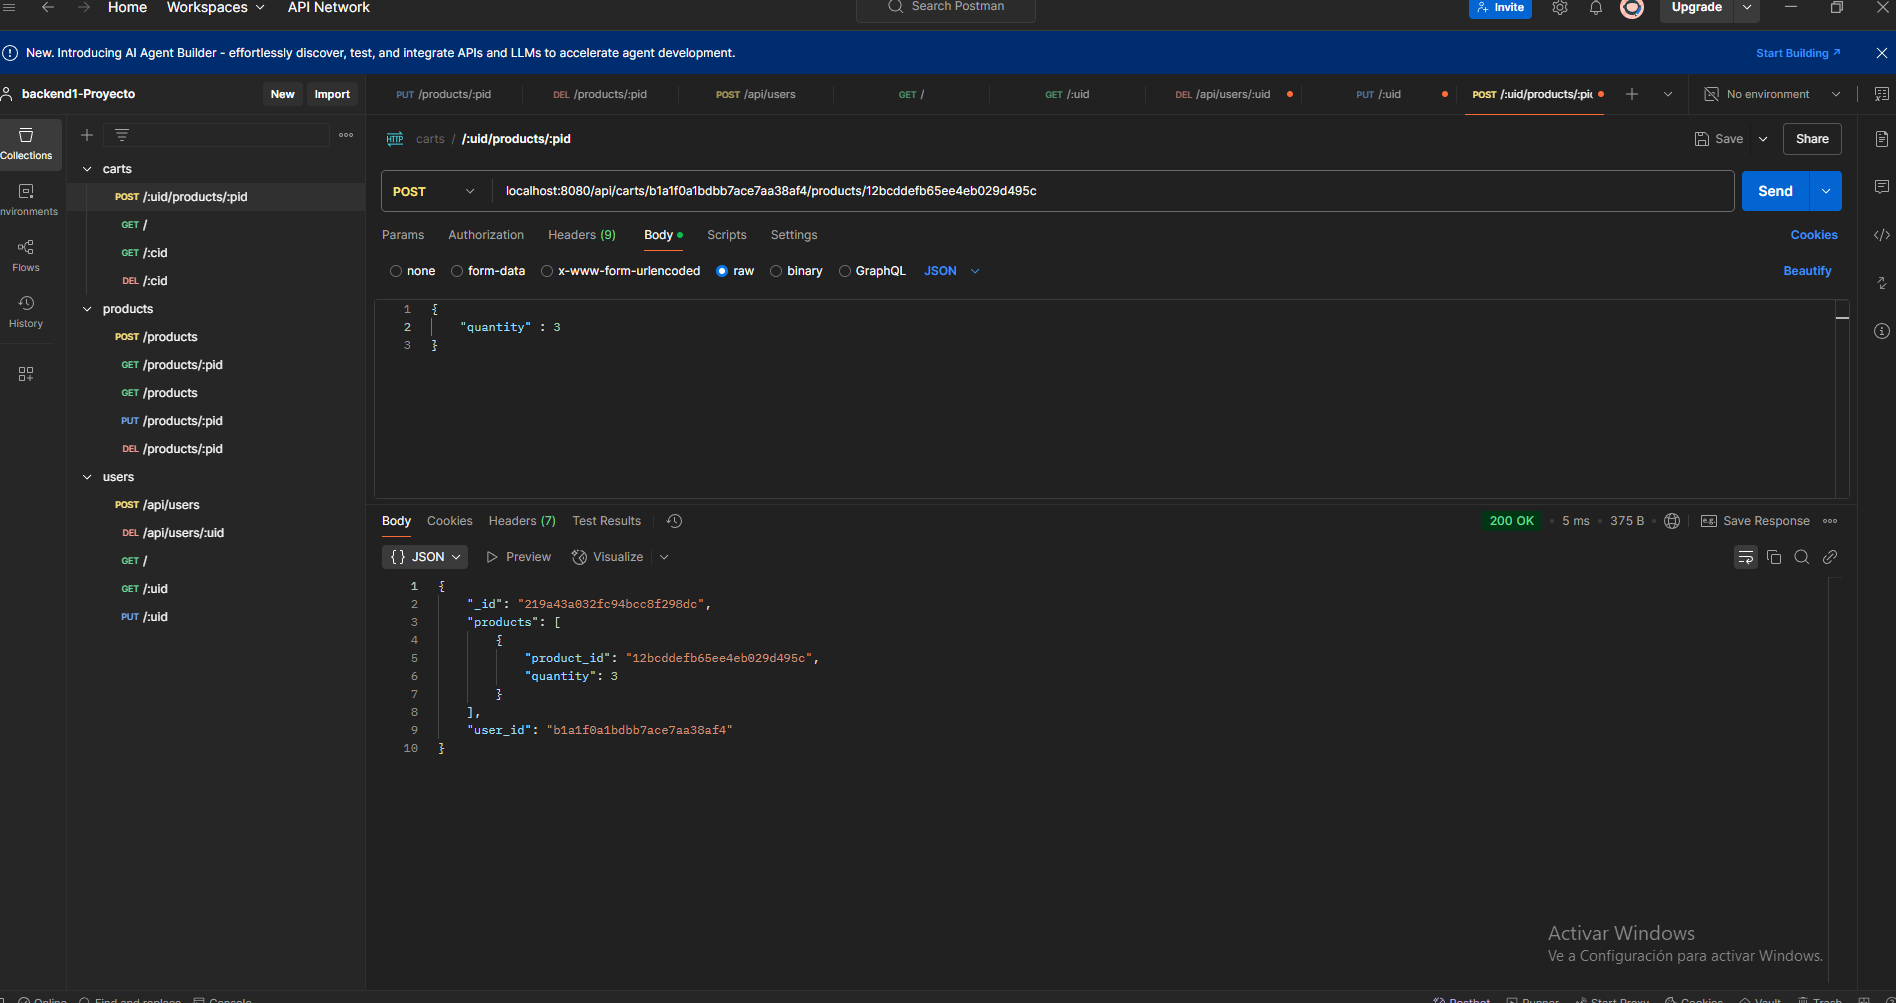 Home Workspaces API Network Search Postman Invite Upgrade
New. Introducing AI Agent Builder - effortlessly discover, test, and integrate APIs and LLMs to accelerate agent development. Start Building
backend1-Proyecto New Import PUT /products/:pid DEL /products/:pid POST /api/users GET / GET /:uid DEL /api/users/:uid PUT /:uid POST /:uid/products/:pid No environment
carts / /:uid/products/:pid Save Share
POST localhost:8080/api/carts/b1a1f0a1bdbb7ace7aa38af4/products/12bcddefb65ee4eb029d495c Send
Params Authorization Headers (9) Body Scripts Settings Cookies
none form-data x-www-form-urlencoded raw binary GraphQL JSON Beautify
1 {
2 "quantity" : 3
3 }
Collections
nvironments
Flows
History
carts
POST /:uid/products/:pid
GET /
GET /:cid
DEL /:cid
products
POST /products
GET /products/:pid
GET /products
PUT /products/:pid
DEL /products/:pid
users
POST /api/users
DEL /api/users/:uid
GET /
GET /:uid
PUT /:uid
Body Cookies Headers (7) Test Results 200 OK 5 ms 375 B Save Response
{} JSON Preview Visualize
1 {
2 "_id": "219a43a032fc94bcc8f298dc",
3 "products": [
4 {
5 "product_id": "12bcddefb65ee4eb029d495c",
6 "quantity": 3
7 }
8 ],
9 "user_id": "b1a1f0a1bdbb7ace7aa38af4"
10 }
Activar Windows
Ve a Configuración para activar Windows.
Online Find and replace Console Postbot Runner Start Proxy Cookies Vault Trash